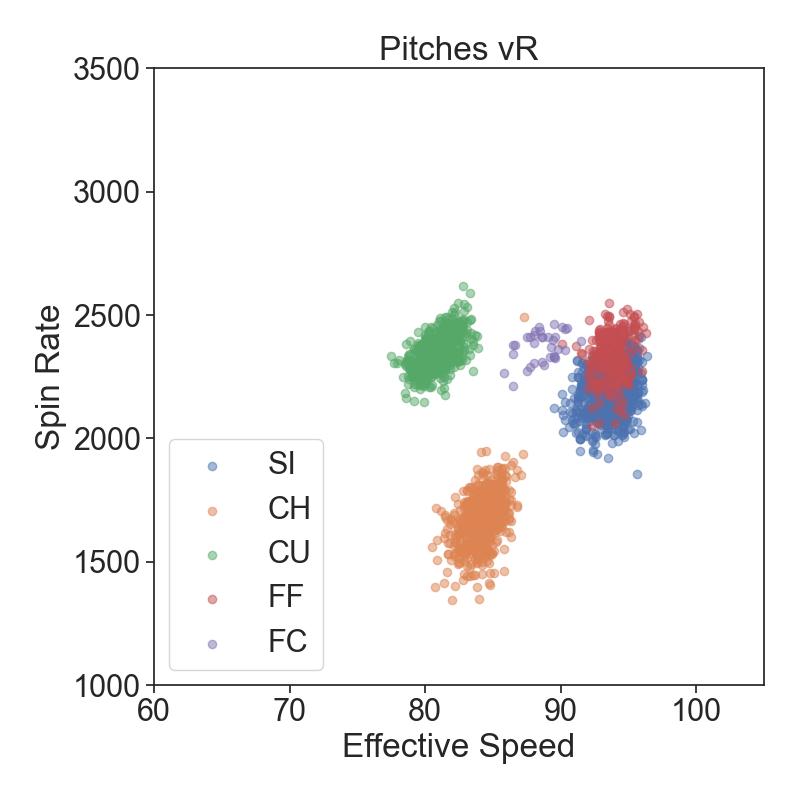 Pitches vR
3500
3000
2500
2000
1500
1000
Spin Rate
SI
CH
CU
FF
FC
60 70 80 90 100
Effective Speed